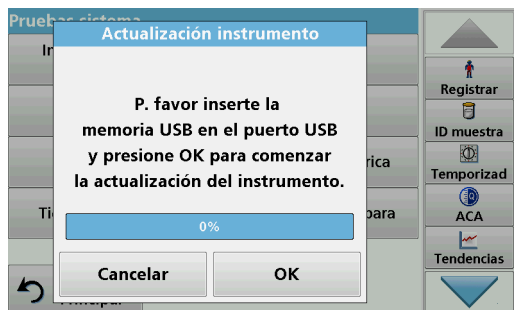 Pruebas sistema
Actualización instrumento
P. favor inserte la
memoria USB en el puerto USB
y presione OK para comenzar
la actualización del instrumento.
0%
Cancelar
OK
Principal
Registrar
ID muestra
Temporizad
ACA
Tendencias